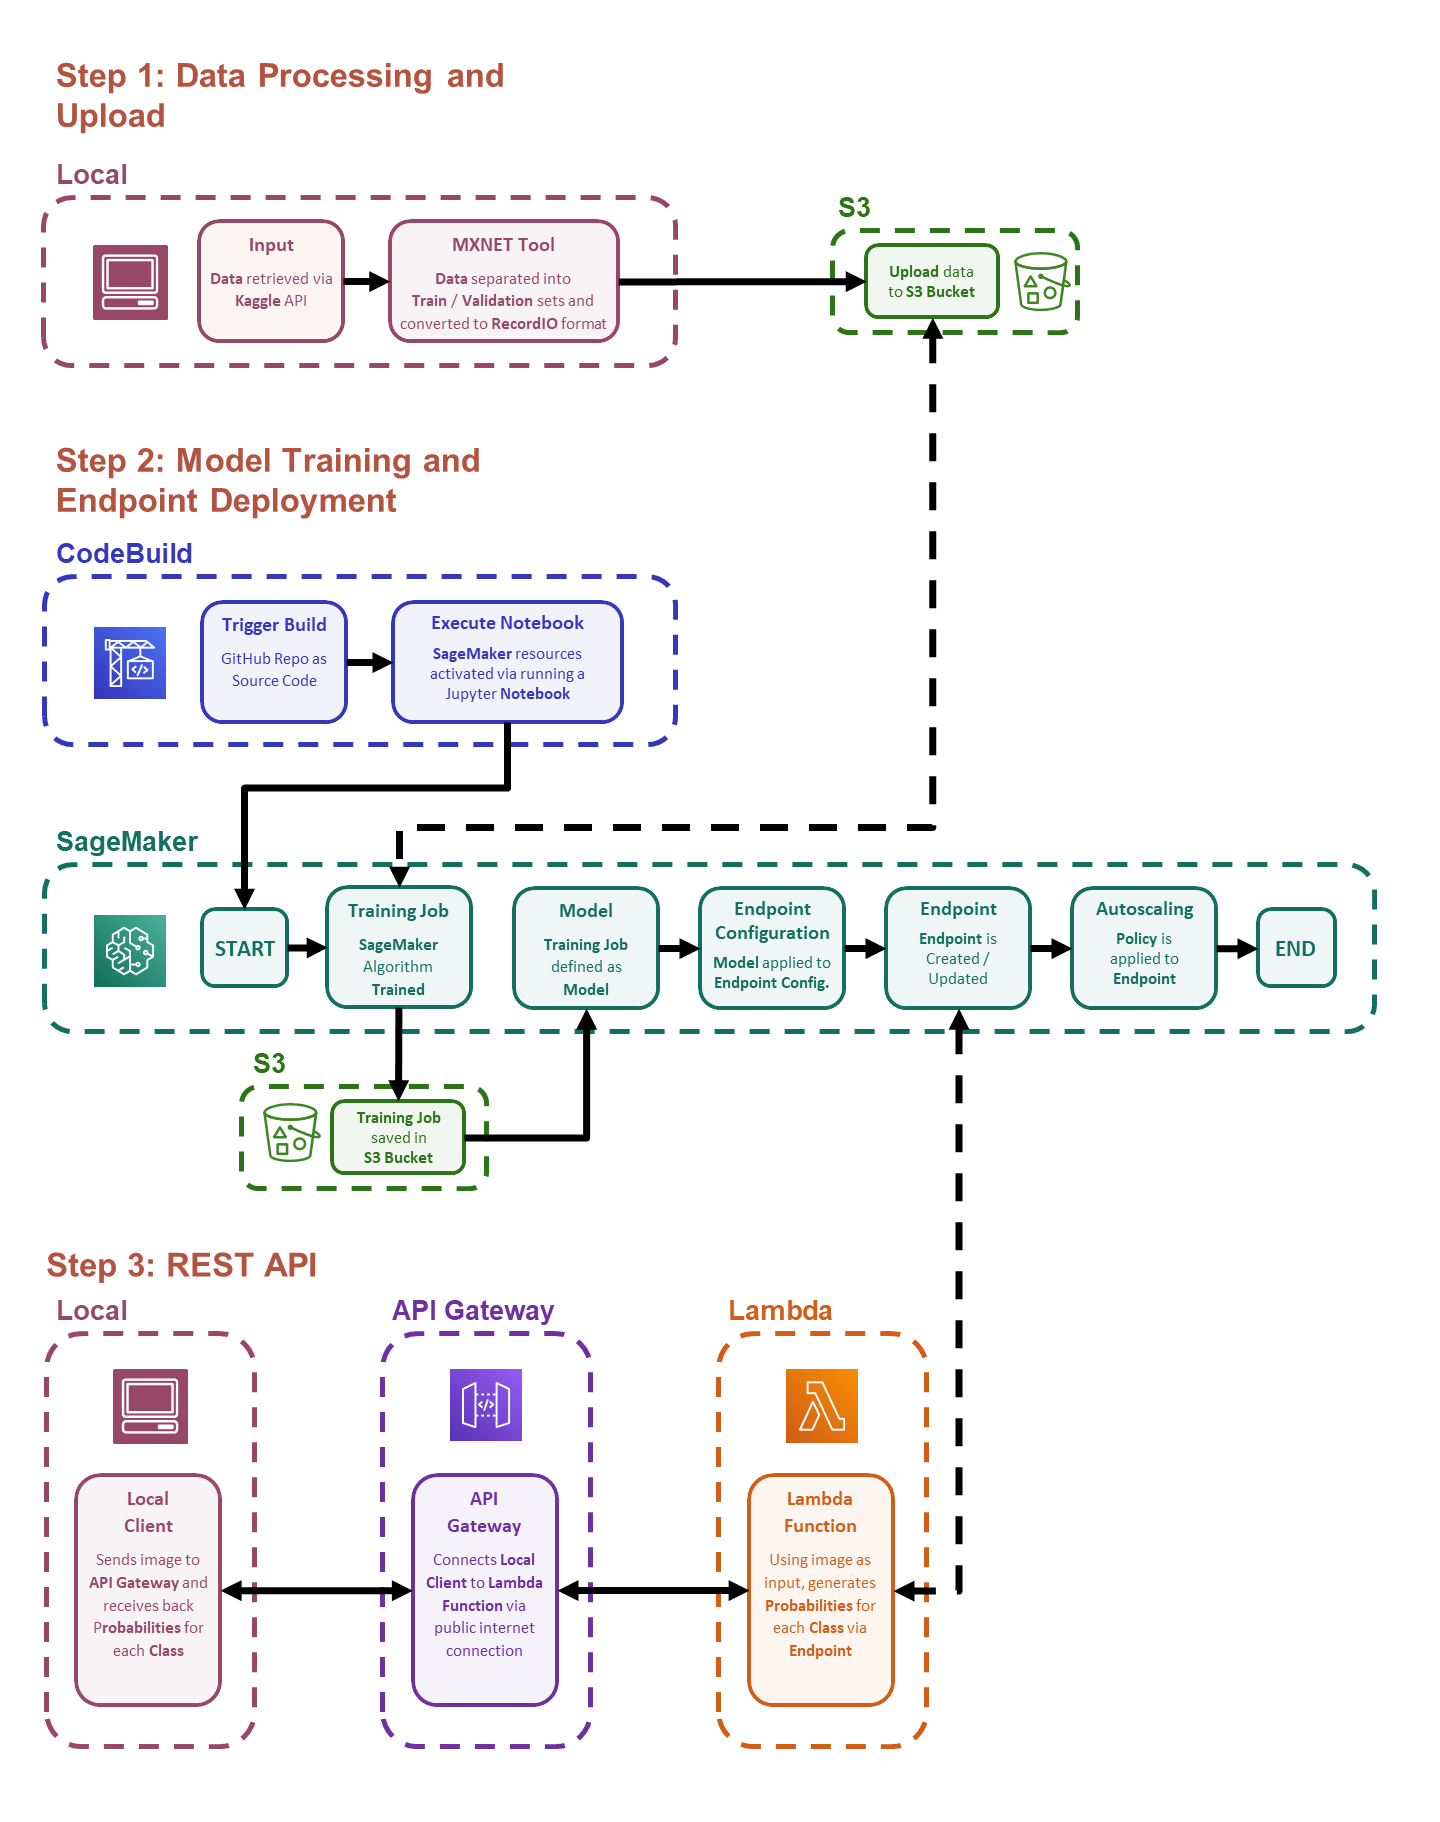 Step 1: Data Processing and
Upload
Local
Input
Data retrieved via
Kaggle API
MXNET Tool
Data separated into
Train / Validation sets and
converted to RecordIO format
S3
Upload data
to S3 Bucket
Step 2: Model Training and
Endpoint Deployment
CodeBuild
Trigger Build
GitHub Repo as
Source Code
Execute Notebook
SageMaker resources
activated via running a
Jupyter Notebook
SageMaker
START
Training Job
SageMaker
Algorithm
Trained
Model
Training Job
defined as
Model
Endpoint
Configuration
Model applied to
Endpoint Config.
Endpoint
Endpoint is
Created /
Updated
Autoscaling
Policy is
applied to
Endpoint
END
S3
Training Job
saved in
S3 Bucket
Step 3: REST API
Local
Local
Client
Sends image to
API Gateway and
receives back
Probabilities for
each Class
API Gateway
API
Gateway
Connects Local
Client to Lambda
Function via
public internet
connection
Lambda
Lambda
Function
Using image as
input, generates
Probabilities for
each Class via
Endpoint